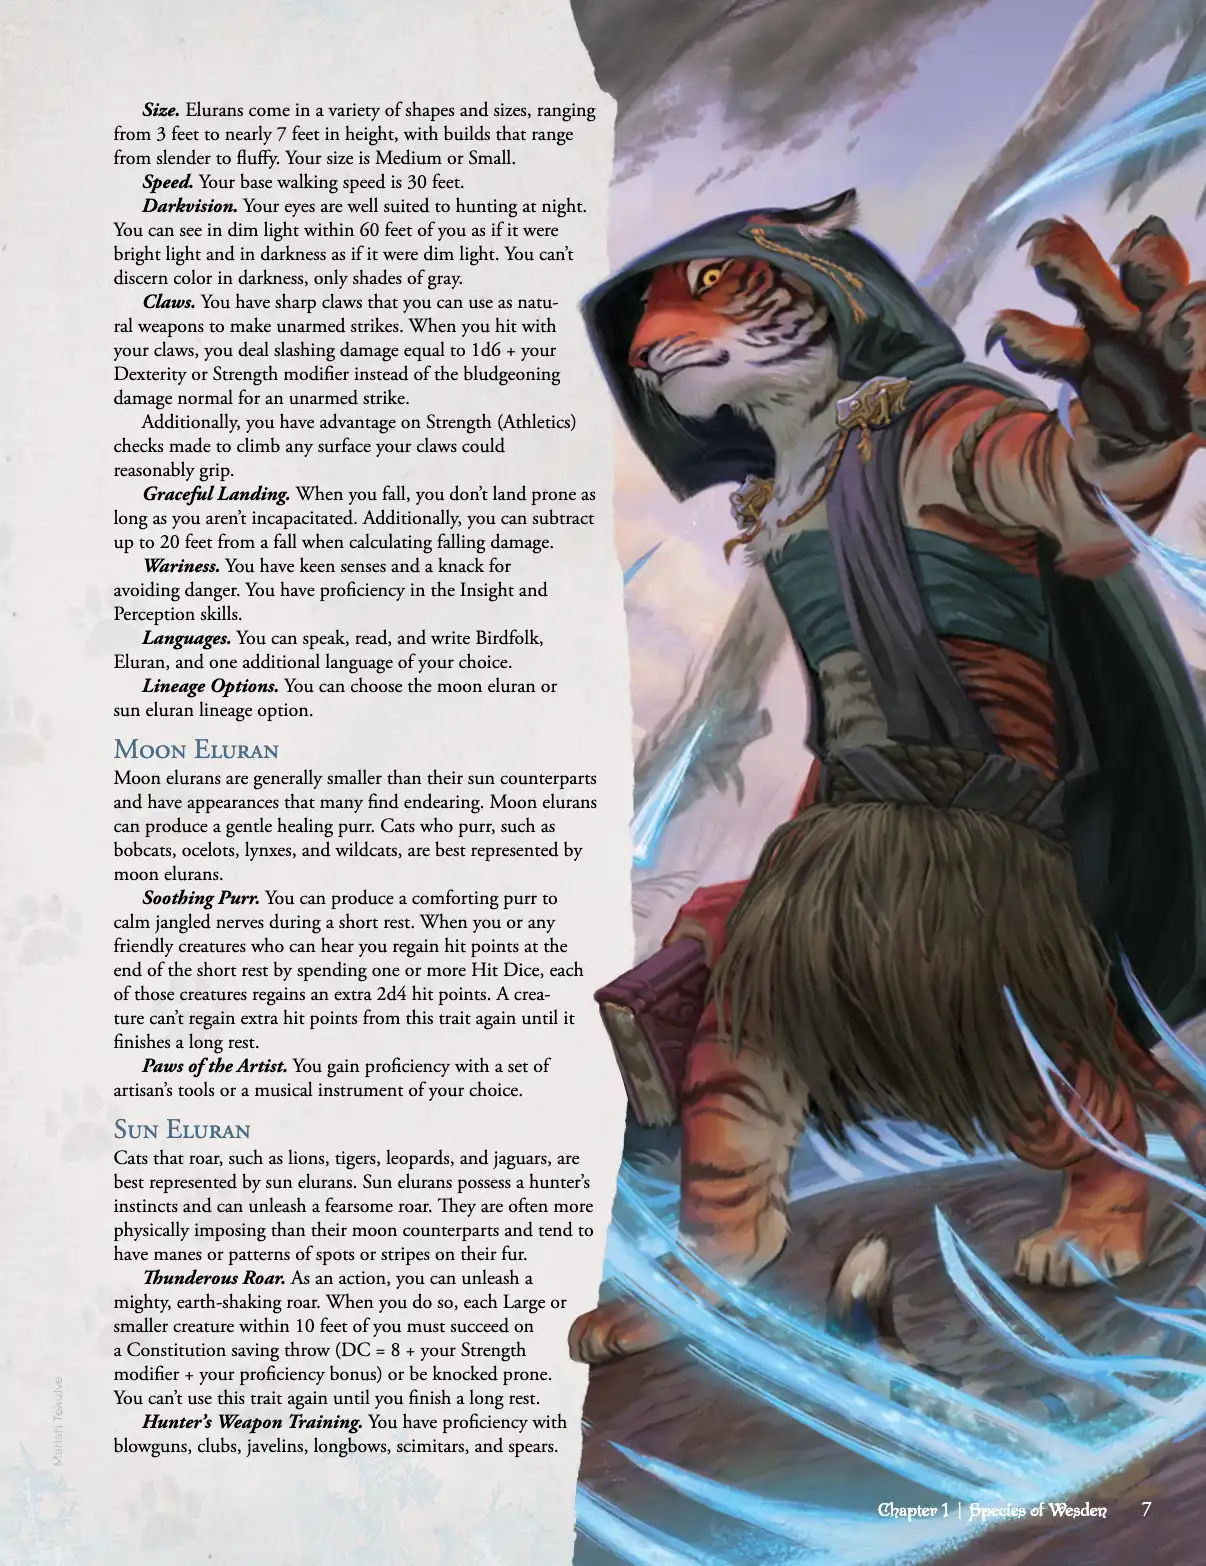 Size. Elurans come in a variety of shapes and sizes, ranging
from 3 feet to nearly 7 feet in height, with builds that range
from slender to fluffy. Your size is Medium or Small.
Speed. Your base walking speed is 30 feet.
Darkvision. Your eyes are well suited to hunting at night.
You can see in dim light within 60 feet of you as if it were
bright light and in darkness as if it were dim light. You can't
discern color in darkness, only shades of gray.
Claws. You have sharp claws that you can use as natu-
ral weapons to make unarmed strikes. When you hit with
your claws, you deal slashing damage equal to 1d6 + your
Dexterity or Strength modifier instead of the bludgeoning
damage normal for an unarmed strike.
Additionally, you have advantage on Strength (Athletics)
checks made to climb any surface your claws could
reasonably grip.
Graceful Landing. When you fall, you don't land prone as
long as you aren't incapacitated. Additionally, you can subtract
up to 20 feet from a fall when calculating falling damage.
Wariness. You have keen senses and a knack for
avoiding danger. You have proficiency in the Insight and
Perception skills.
Languages. You can speak, read, and write Birdfolk,
Eluran, and one additional language of your choice.
Lineage Options. You can choose the moon eluran or
sun eluran lineage option.
Moon Eluran
Moon elurans are generally smaller than their sun counterparts
and have appearances that many find endearing. Moon elurans
can produce a gentle healing purr. Cats who purr, such as
bobcats, ocelots, lynxes, and wildcats, are best represented by
moon elurans.
Soothing Purr. You can produce a comforting purr to
calm jangled nerves during a short rest. When you or any
friendly creatures who can hear you regain hit points at the
end of the short rest by spending one or more Hit Dice, each
of those creatures regains an extra 2d4 hit points. A crea-
ture can't regain extra hit points from this trait again until it
finishes a long rest.
Paws of the Artist. You gain proficiency with a set of
artisan's tools or a musical instrument of your choice.
Sun Eluran
Cats that roar, such as lions, tigers, leopards, and jaguars, are
best represented by sun elurans. Sun elurans possess a hunter's
instincts and can unleash a fearsome roar. They are often more
physically imposing than their moon counterparts and tend to
have manes or patterns of spots or stripes on their fur.
Thunderous Roar. As an action, you can unleash a
mighty, earth-shaking roar. When you do so, each Large or
smaller creature within 10 feet of you must succeed on
a Constitution saving throw (DC = 8 + your Strength
modifier + your proficiency bonus) or be knocked prone.
You can't use this trait again until you finish a long rest.
Hunter's Weapon Training. You have proficiency with
blowguns, clubs, javelins, longbows, scimitars, and spears.
Mariah Tekulve
Chapter 1 | Species of Wesden 7